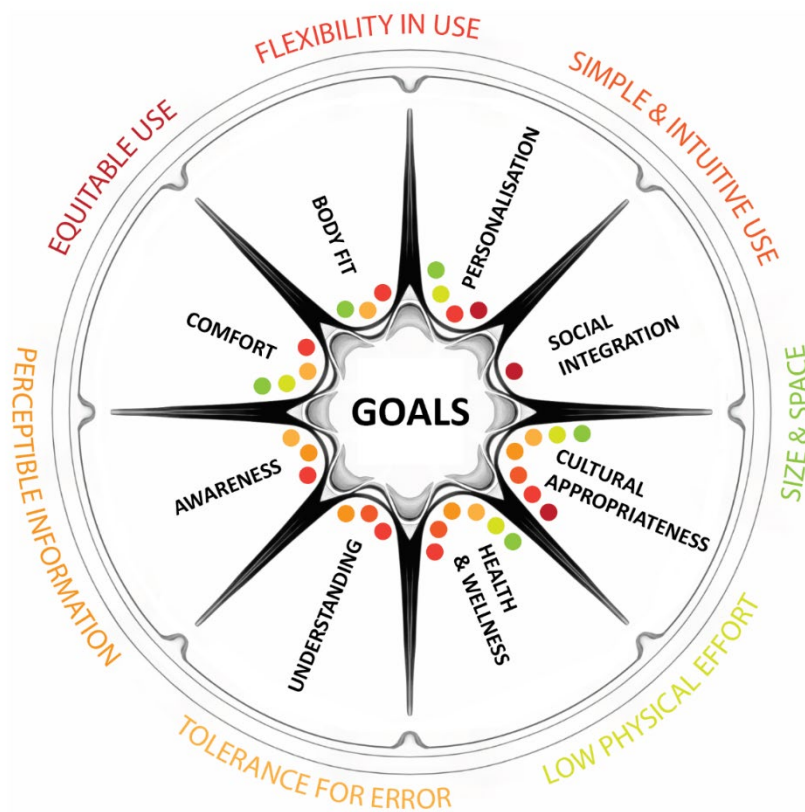 FLEXIBILITY IN USE
SIMPLE & INTUITIVE USE
EQUITABLE USE
PERSONALISATION
BODY FIT
SOCIAL
INTEGRATION
COMFORT
SIZE & SPACE
PERCEPTIBLE INFORMATION
GOALS
AWARENESS
CULTURAL
APPROPRIATENESS
UNDERSTANDING
HEALTH
& WELLNESS
LOW PHYSICAL EFFORT
TOLERANCE FOR ERROR